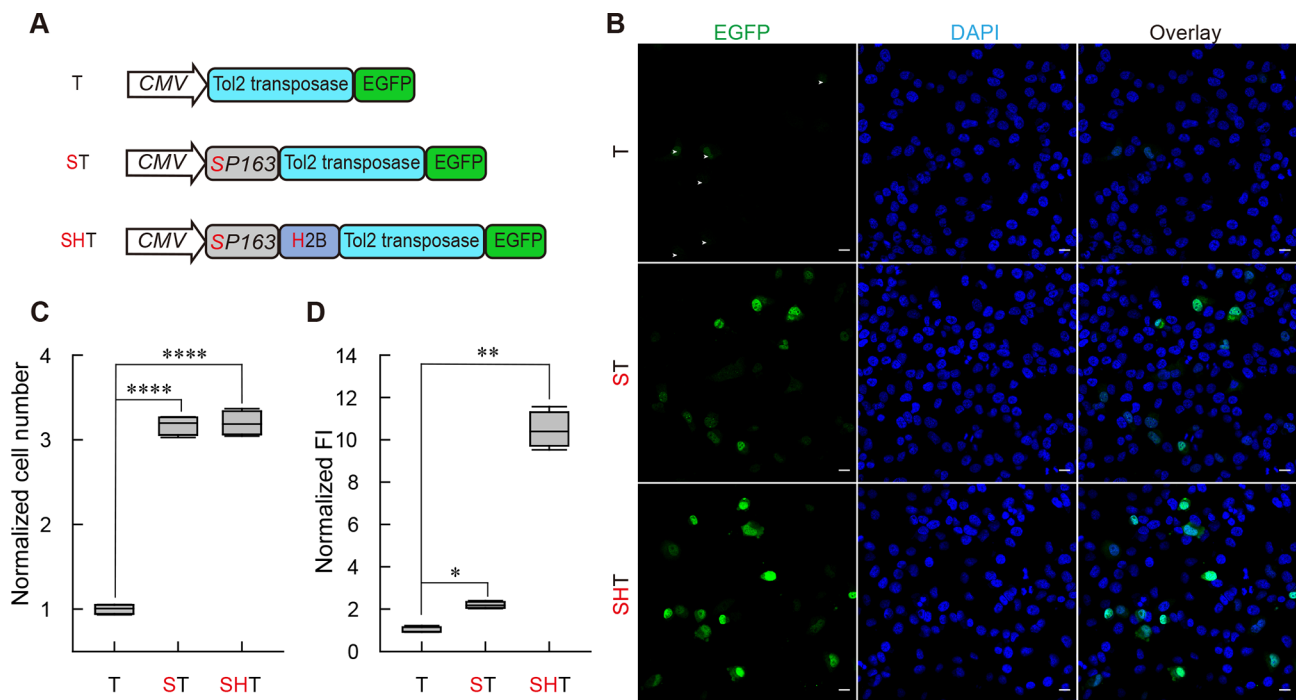 A
T
CMV
Tol2 transposase
EGFP
ST
CMV
SP163
Tol2 transposase
EGFP
SHT
CMV
SP163
H2B
Tol2 transposase
EGFP
B
EGFP
DAPI
Overlay
T
ST
SHT
C
Normalized cell number
4
3
2
1
****
****
T
ST
SHT
D
Normalized FI
14
12
10
8
6
4
2
0
**
*
T
ST
SHT